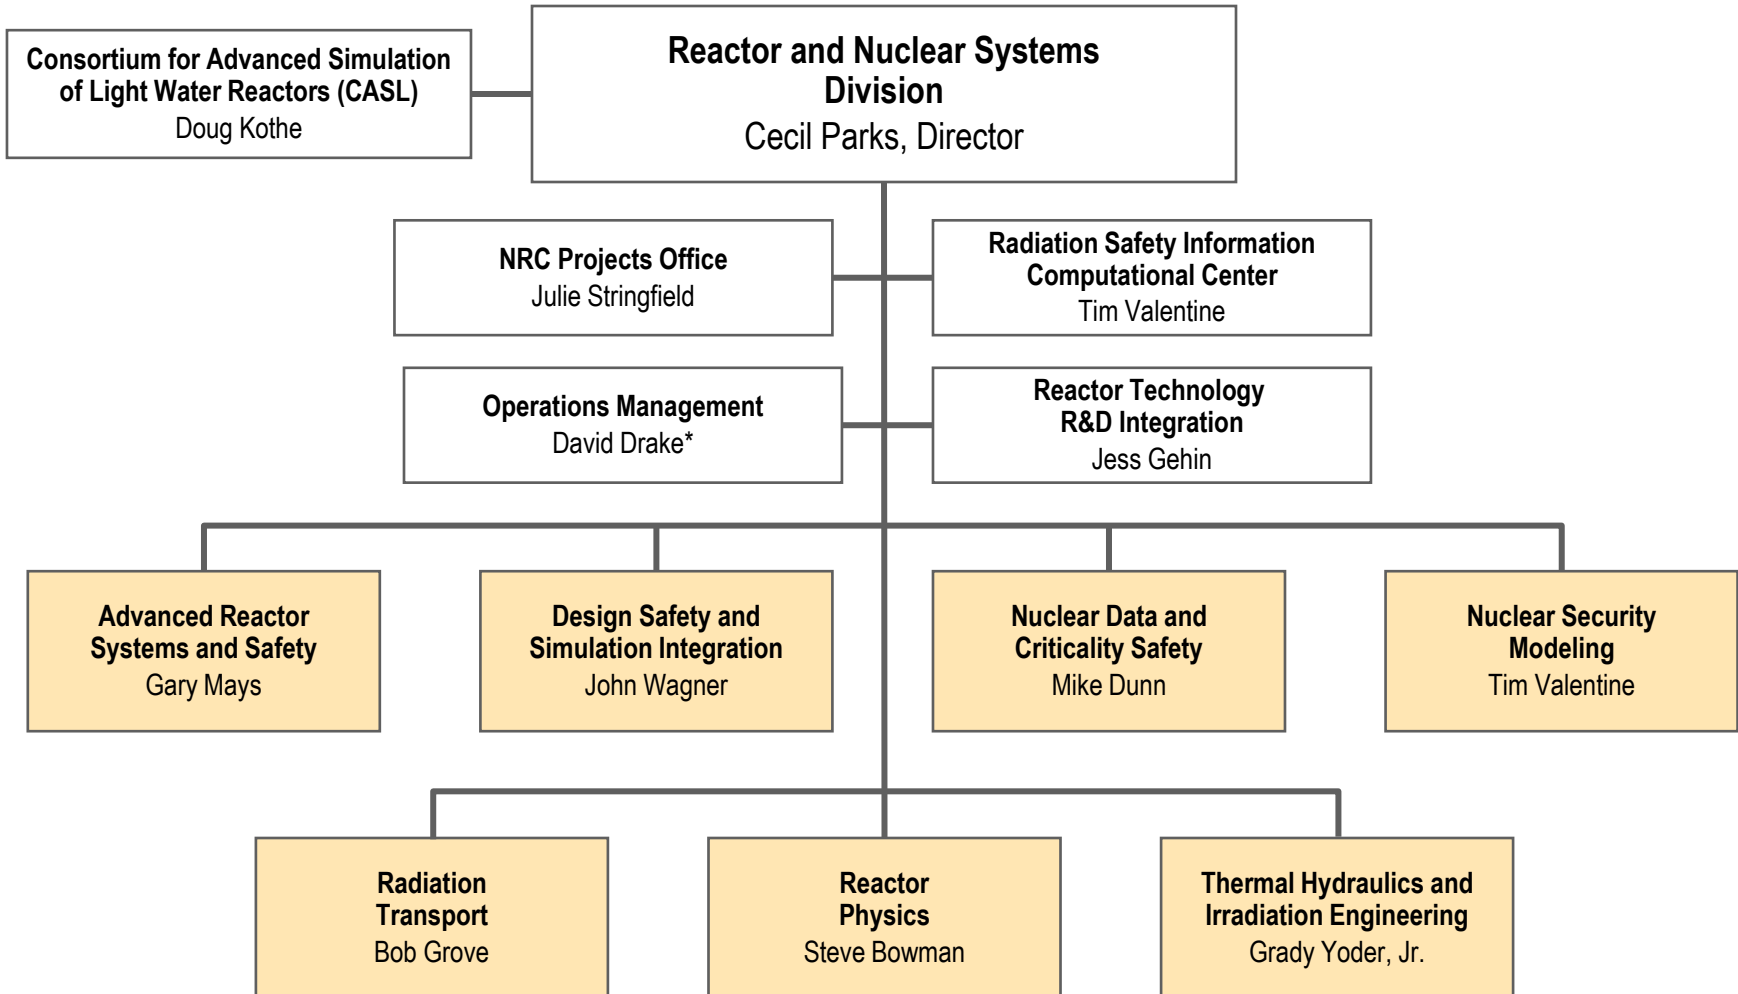 Consortium for Advanced Simulation
of Light Water Reactors (CASL)
Doug Kothe
Reactor and Nuclear Systems
Division
Cecil Parks, Director
NRC Projects Office
Julie Stringfield
Radiation Safety Information
Computational Center
Tim Valentine
Operations Management
David Drake*
Reactor Technology
R&D Integration
Jess Gehin
Advanced Reactor
Systems and Safety
Gary Mays
Design Safety and
Simulation Integration
John Wagner
Nuclear Data and
Criticality Safety
Mike Dunn
Nuclear Security
Modeling
Tim Valentine
Radiation
Transport
Bob Grove
Reactor
Physics
Steve Bowman
Thermal Hydraulics and
Irradiation Engineering
Grady Yoder, Jr.